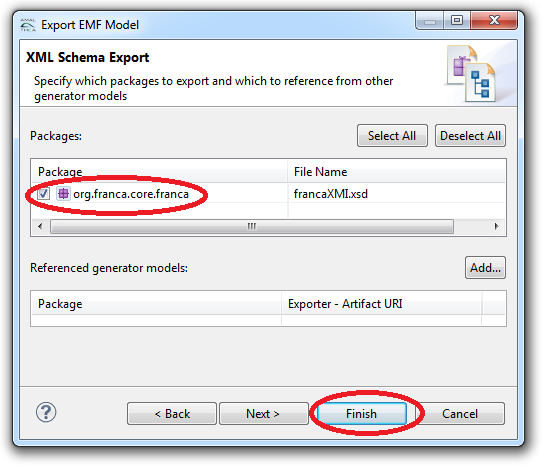 AMAL
THEA
Export EMF Model
XML Schema Export
Specify which packages to export and which to reference from other
generator models
Packages:
Select All
Deselect All
Package
File Name
org.franca.core.franca
francaXMI.xsd
Referenced generator models:
Add...
Package
Exporter - Artifact URI
?
< Back
Next >
Finish
Cancel